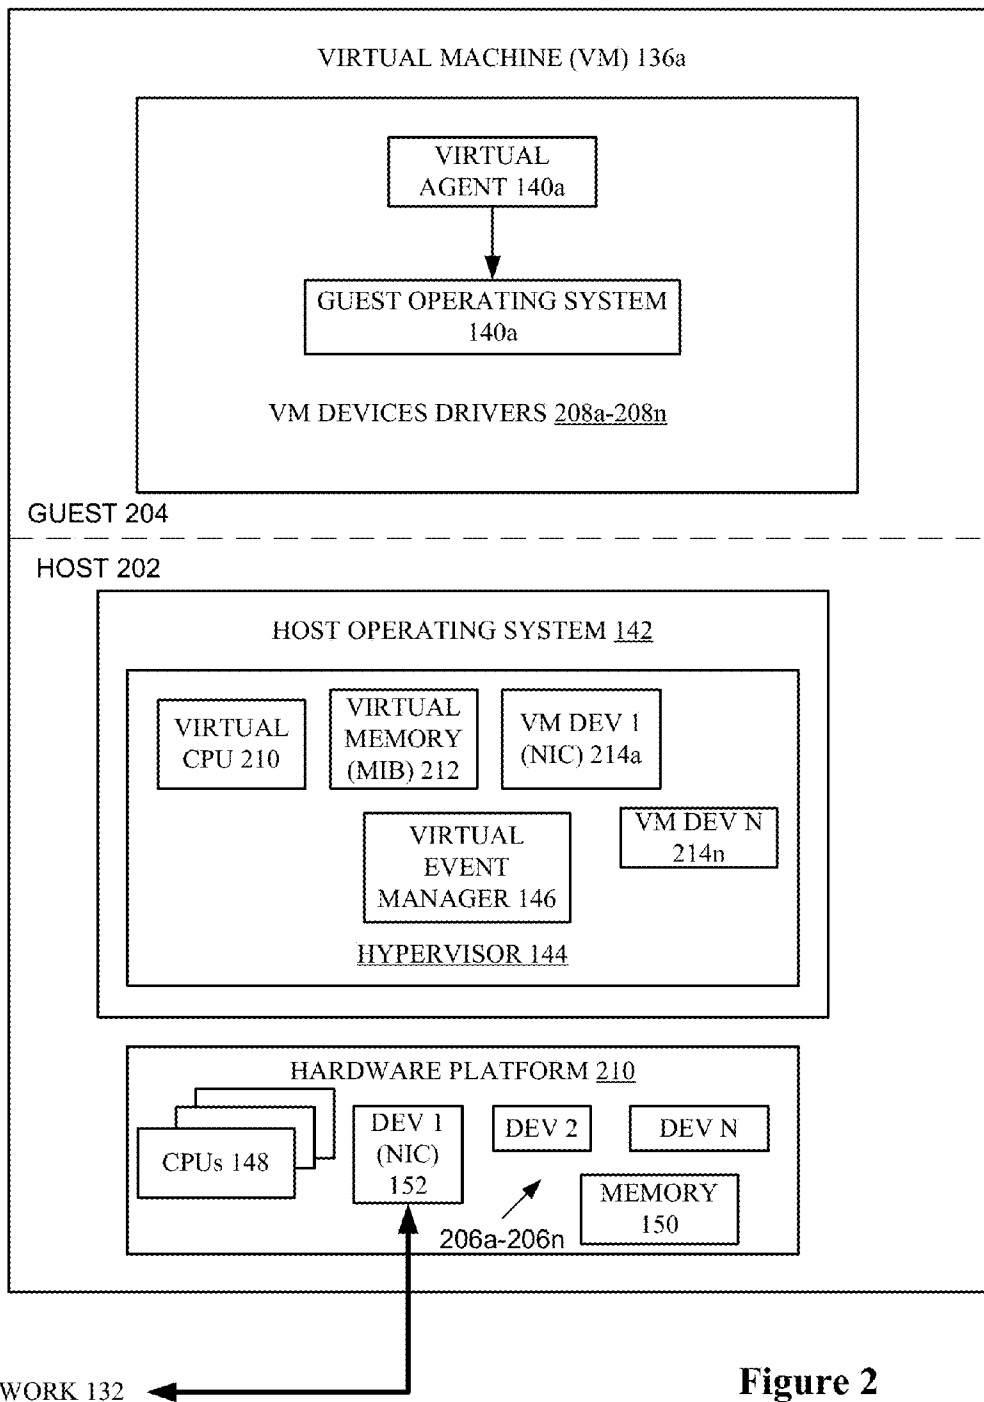 VIRTUAL MACHINE (VM) 136a
VIRTUAL
AGENT 140a
GUEST OPERATING SYSTEM
140a
VM DEVICES DRIVERS 208a-208n
GUEST 204
HOST 202
HOST OPERATING SYSTEM 142
VIRTUAL
CPU 210
VIRTUAL
MEMORY
(MIB) 212
VM DEV 1
(NIC) 214a
VIRTUAL
EVENT
MANAGER 146
VM DEV N
214n
HYPERVISOR 144
HARDWARE PLATFORM 210
CPUs 148
DEV 1
(NIC)
152
DEV 2
DEV N
206a-206n
MEMORY
150
WORK 132
Figure 2